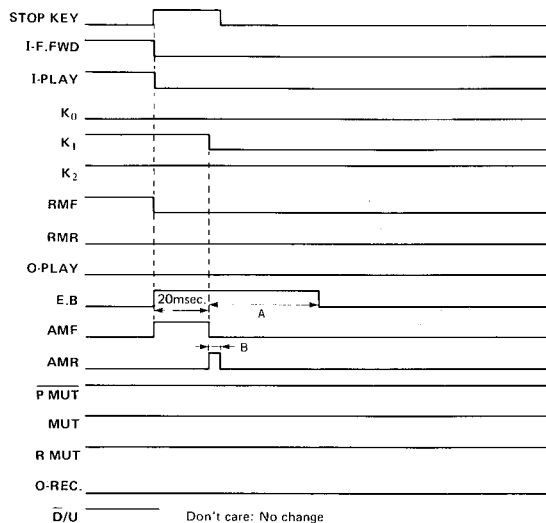 STOP KEY
I-F.FWD
I-PLAY
K0
K1
K2
RMF
RMR
O-PLAY
E.B 20msec.
A
AMF
B
AMR
P MUT
MUT
R MUT
O-REC.
D/U Don't care: No change